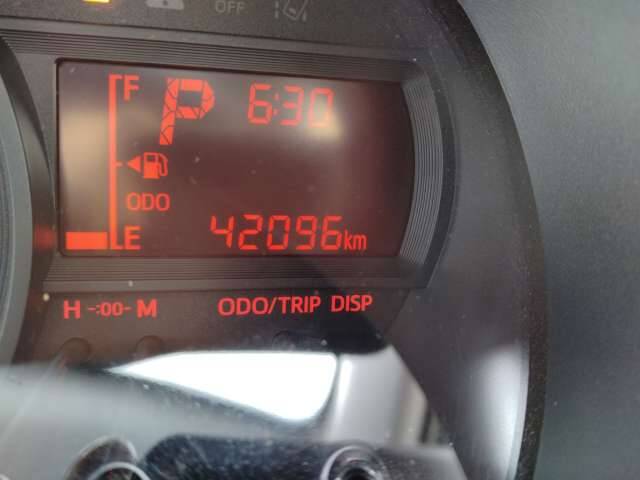 OFF
F P 6:30
ODO
E 42096km
H -:00- M ODO/TRIP DISP